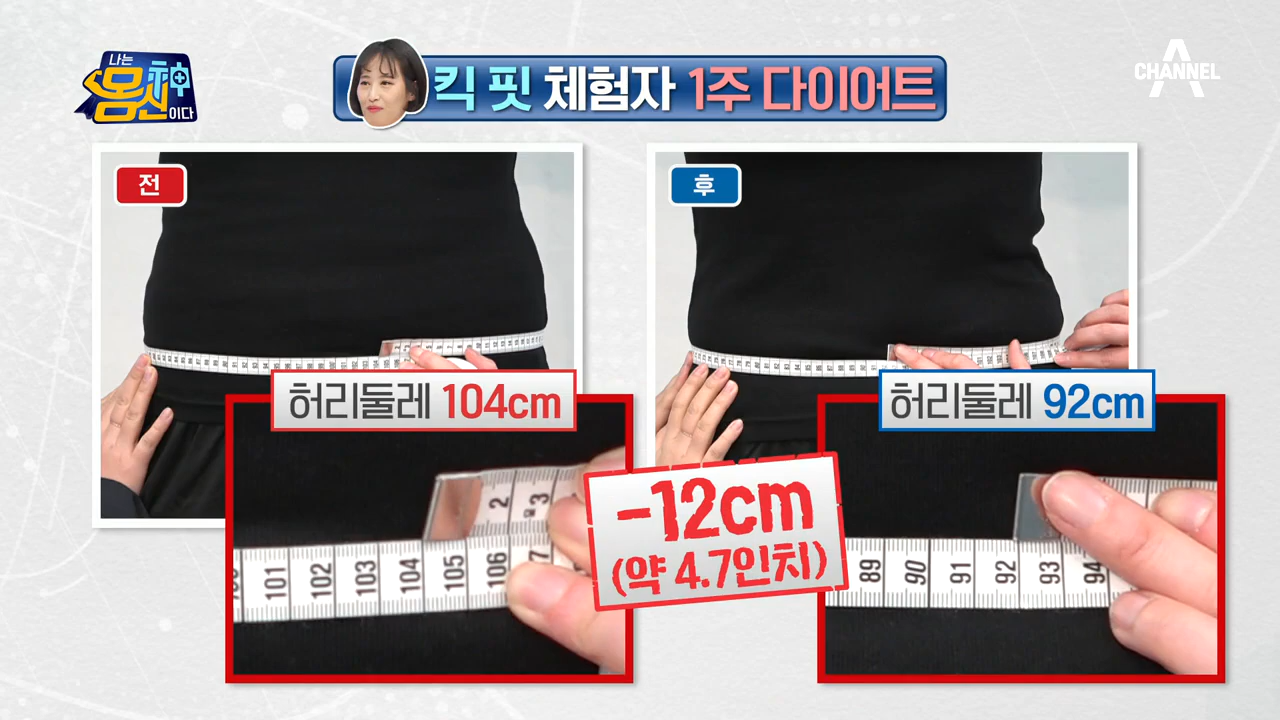 나는
몸神
신이다
킥 핏 체험자 1주 다이어트
A
CHANNEL
전
후
허리둘레 104cm
허리둘레 92cm
2 3
101 102 103 104 105 106 7
-12cm
(약 4.7인치)
89 90 91 92 93 94